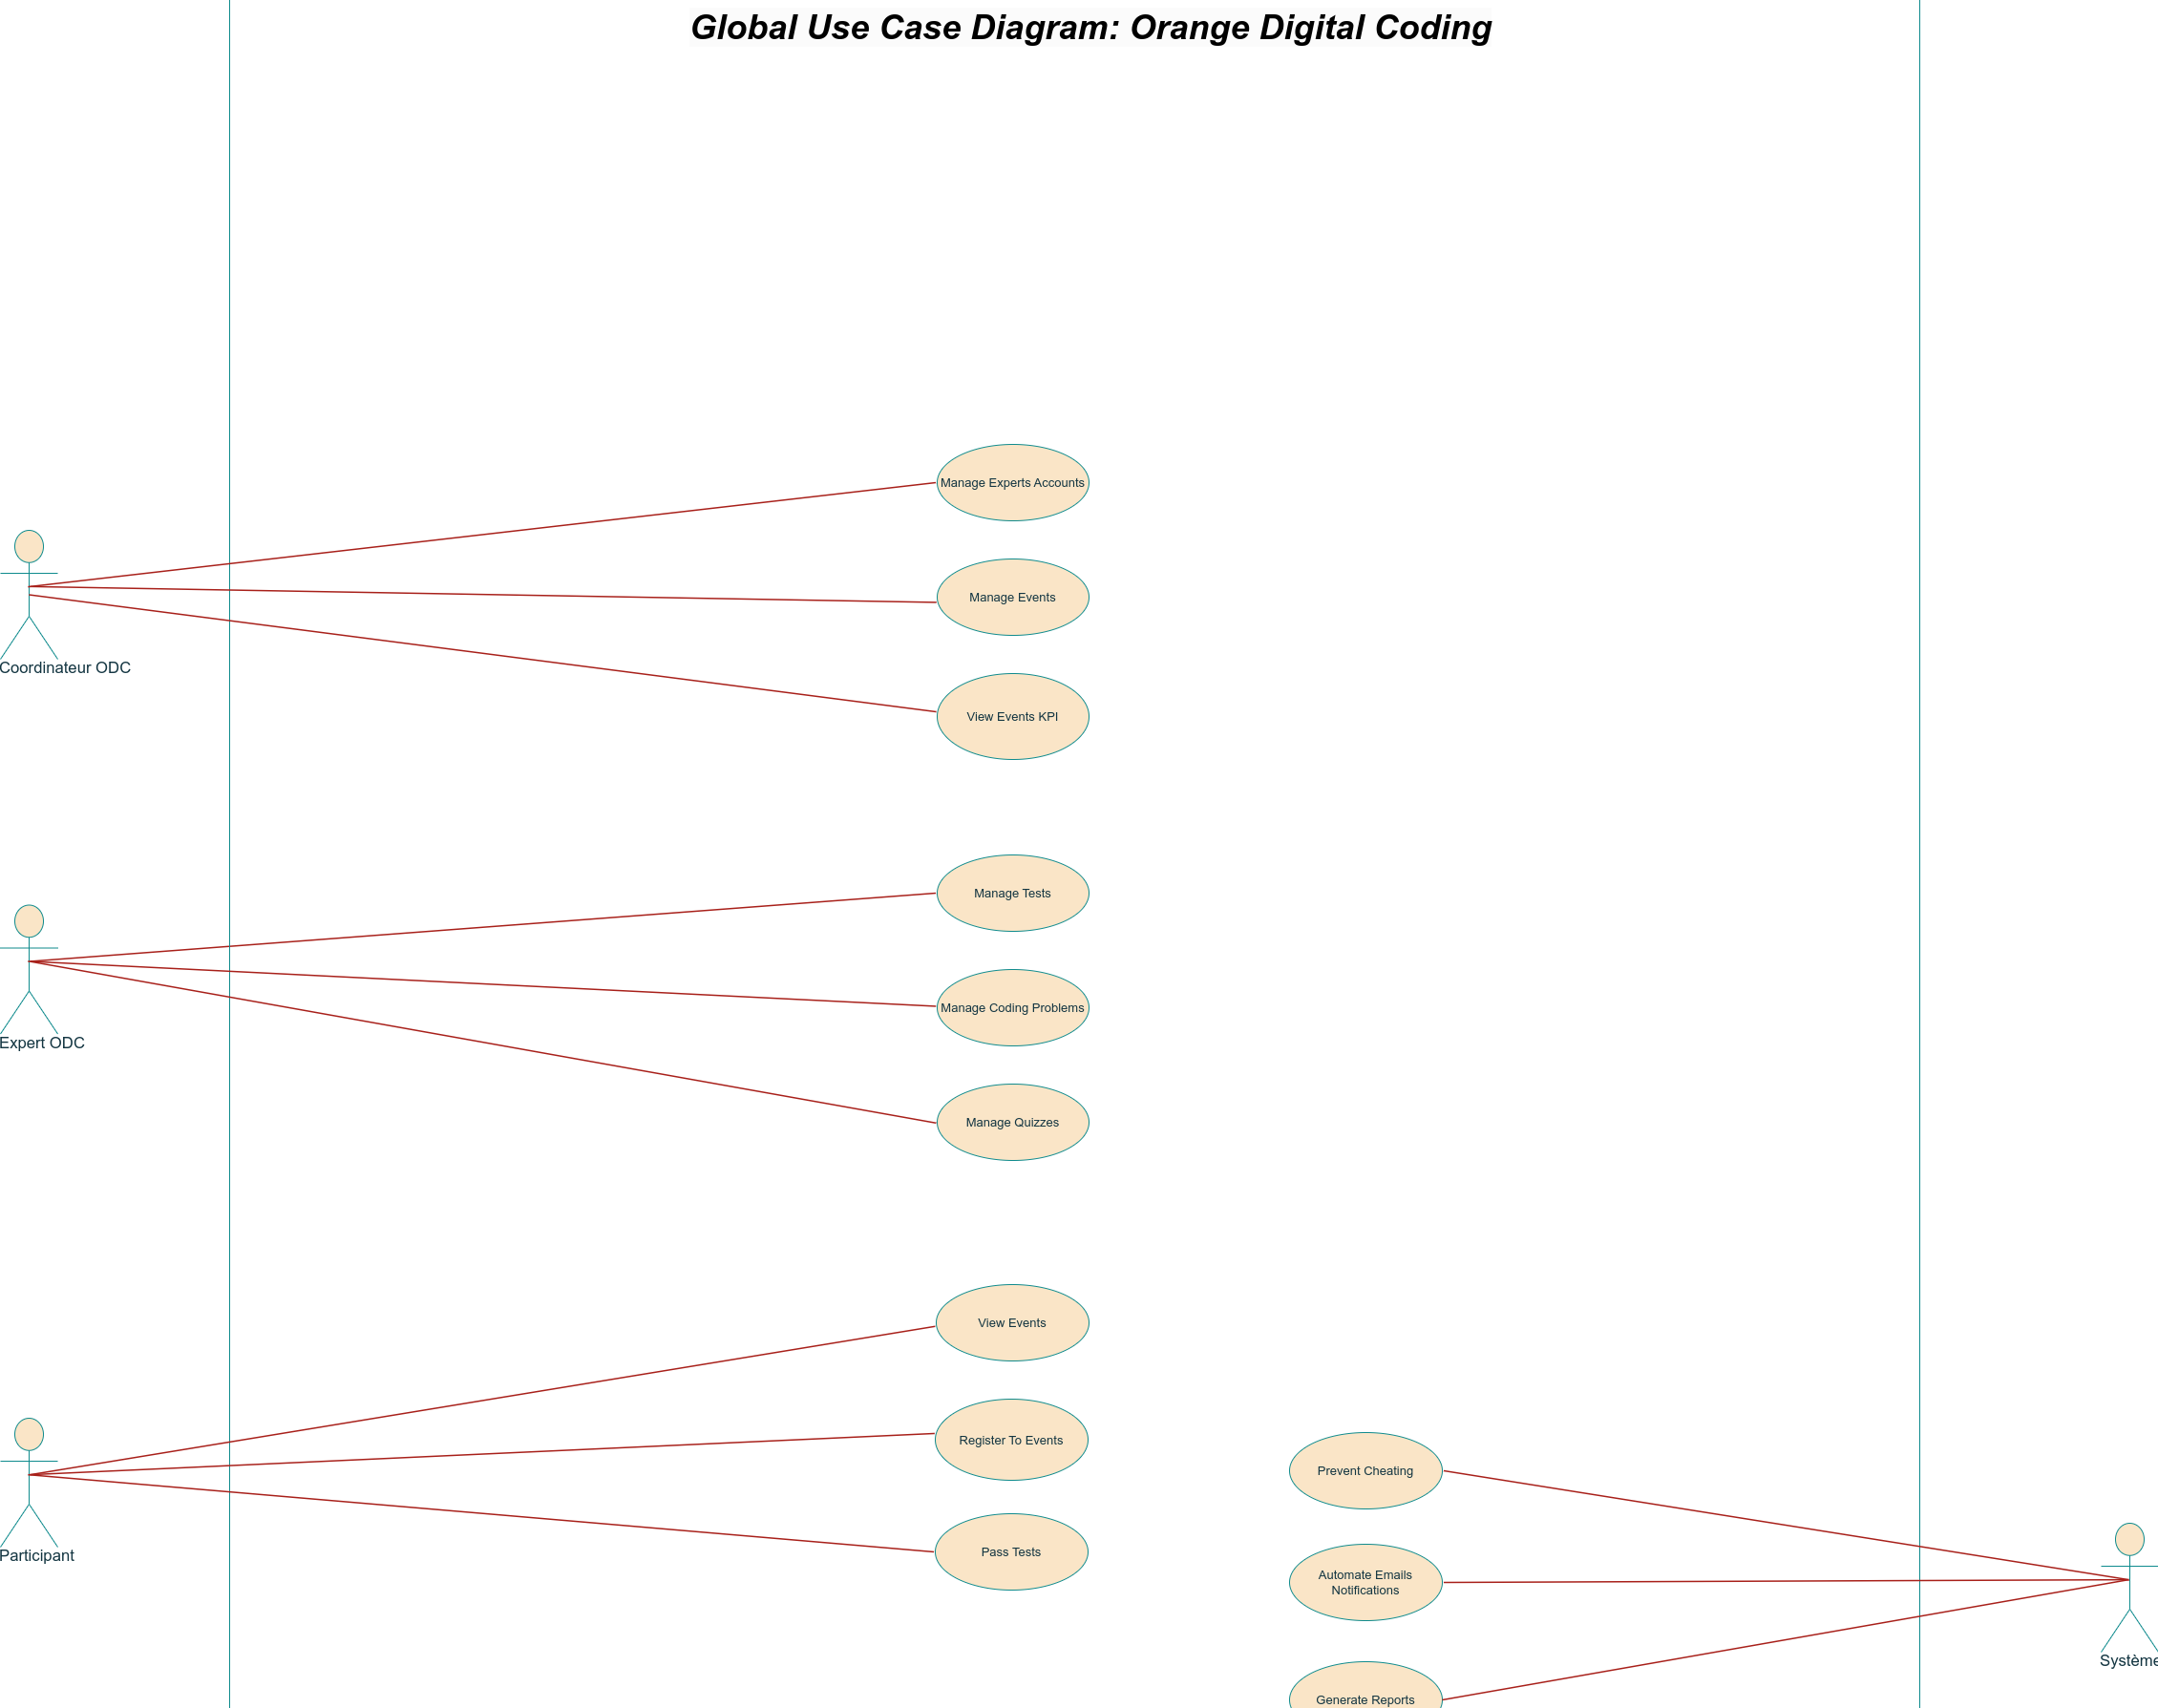 Global Use Case Diagram: Orange Digital Coding
Manage Experts Accounts
Manage Events
Coordinateur ODC
View Events KPI
Manage Tests
Manage Coding Problems
Expert ODC
Manage Quizzes
View Events
Register To Events
Prevent Cheating
Pass Tests
Participant
Automate Emails
Notifications
Système
Generate Reports